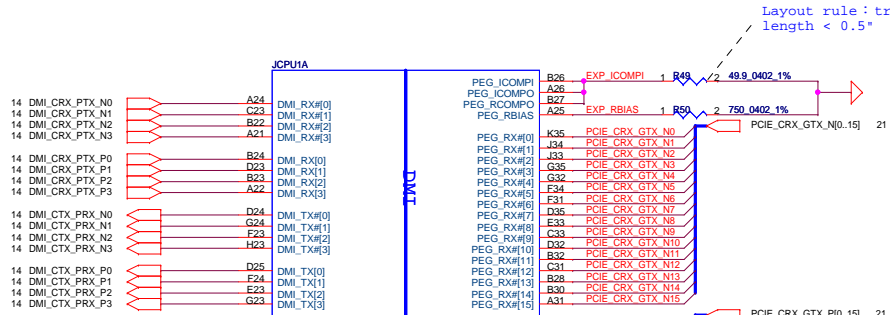 Layout rule：tr
length < 0.5"
JCPU1A
PEG_ICOMPI B26 EXP_ICOMPI 1 R49 2 49.9_0402_1%
PEG_ICOMPO A26
PEG_RCOMPO B27
PEG_RBIAS A25 EXP_RBIAS 1 R50 2 750_0402_1%
14 DMI_CRX_PTX_N0 A24 DMI_RX#[0]
14 DMI_CRX_PTX_N1 C23 DMI_RX#[1]
14 DMI_CRX_PTX_N2 B22 DMI_RX#[2]
14 DMI_CRX_PTX_N3 A21 DMI_RX#[3]
14 DMI_CRX_PTX_P0 B24 DMI_RX[0]
14 DMI_CRX_PTX_P1 D23 DMI_RX[1]
14 DMI_CRX_PTX_P2 B23 DMI_RX[2]
14 DMI_CRX_PTX_P3 A22 DMI_RX[3]
14 DMI_CTX_PRX_N0 D24 DMI_TX#[0]
14 DMI_CTX_PRX_N1 G24 DMI_TX#[1]
14 DMI_CTX_PRX_N2 F23 DMI_TX#[2]
14 DMI_CTX_PRX_N3 H23 DMI_TX#[3]
14 DMI_CTX_PRX_P0 D25 DMI_TX[0]
14 DMI_CTX_PRX_P1 F24 DMI_TX[1]
14 DMI_CTX_PRX_P2 E23 DMI_TX[2]
14 DMI_CTX_PRX_P3 G23 DMI_TX[3]
DMI
PCIE_CRX_GTX_N[0..15] 21
PEG_RX#[0] K35 PCIE_CRX_GTX_N0
PEG_RX#[1] J34 PCIE_CRX_GTX_N1
PEG_RX#[2] J33 PCIE_CRX_GTX_N2
PEG_RX#[3] G35 PCIE_CRX_GTX_N3
PEG_RX#[4] G32 PCIE_CRX_GTX_N4
PEG_RX#[5] F34 PCIE_CRX_GTX_N5
PEG_RX#[6] F31 PCIE_CRX_GTX_N6
PEG_RX#[7] D35 PCIE_CRX_GTX_N7
PEG_RX#[8] E33 PCIE_CRX_GTX_N8
PEG_RX#[9] C33 PCIE_CRX_GTX_N9
PEG_RX#[10] D32 PCIE_CRX_GTX_N10
PEG_RX#[11] B32 PCIE_CRX_GTX_N11
PEG_RX#[12] C31 PCIE_CRX_GTX_N12
PEG_RX#[13] B28 PCIE_CRX_GTX_N13
PEG_RX#[14] B30 PCIE_CRX_GTX_N14
PEG_RX#[15] A31 PCIE_CRX_GTX_N15
PCIE_CRX_GTX_P[0..15] 21